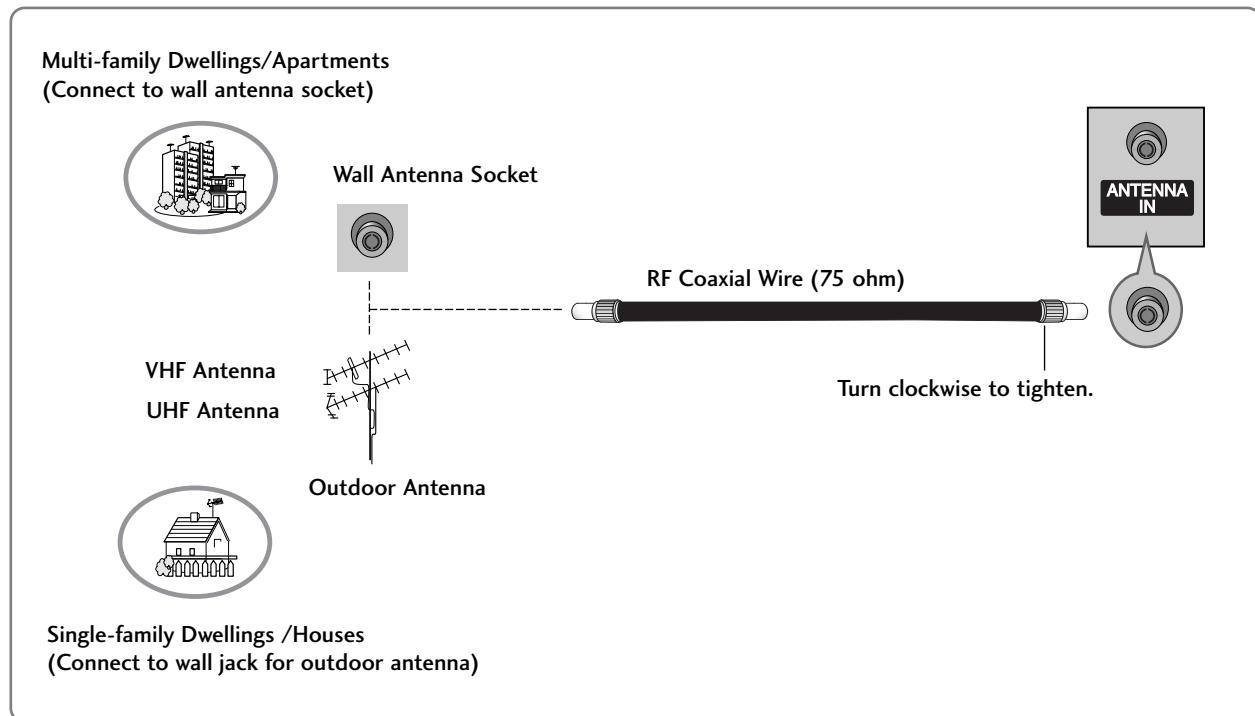 Multi-family Dwellings/Apartments
(Connect to wall antenna socket)
Wall Antenna Socket
ANTENNA
IN
RF Coaxial Wire (75 ohm)
Turn clockwise to tighten.
VHF Antenna
UHF Antenna
Outdoor Antenna
Single-family Dwellings /Houses
(Connect to wall jack for outdoor antenna)